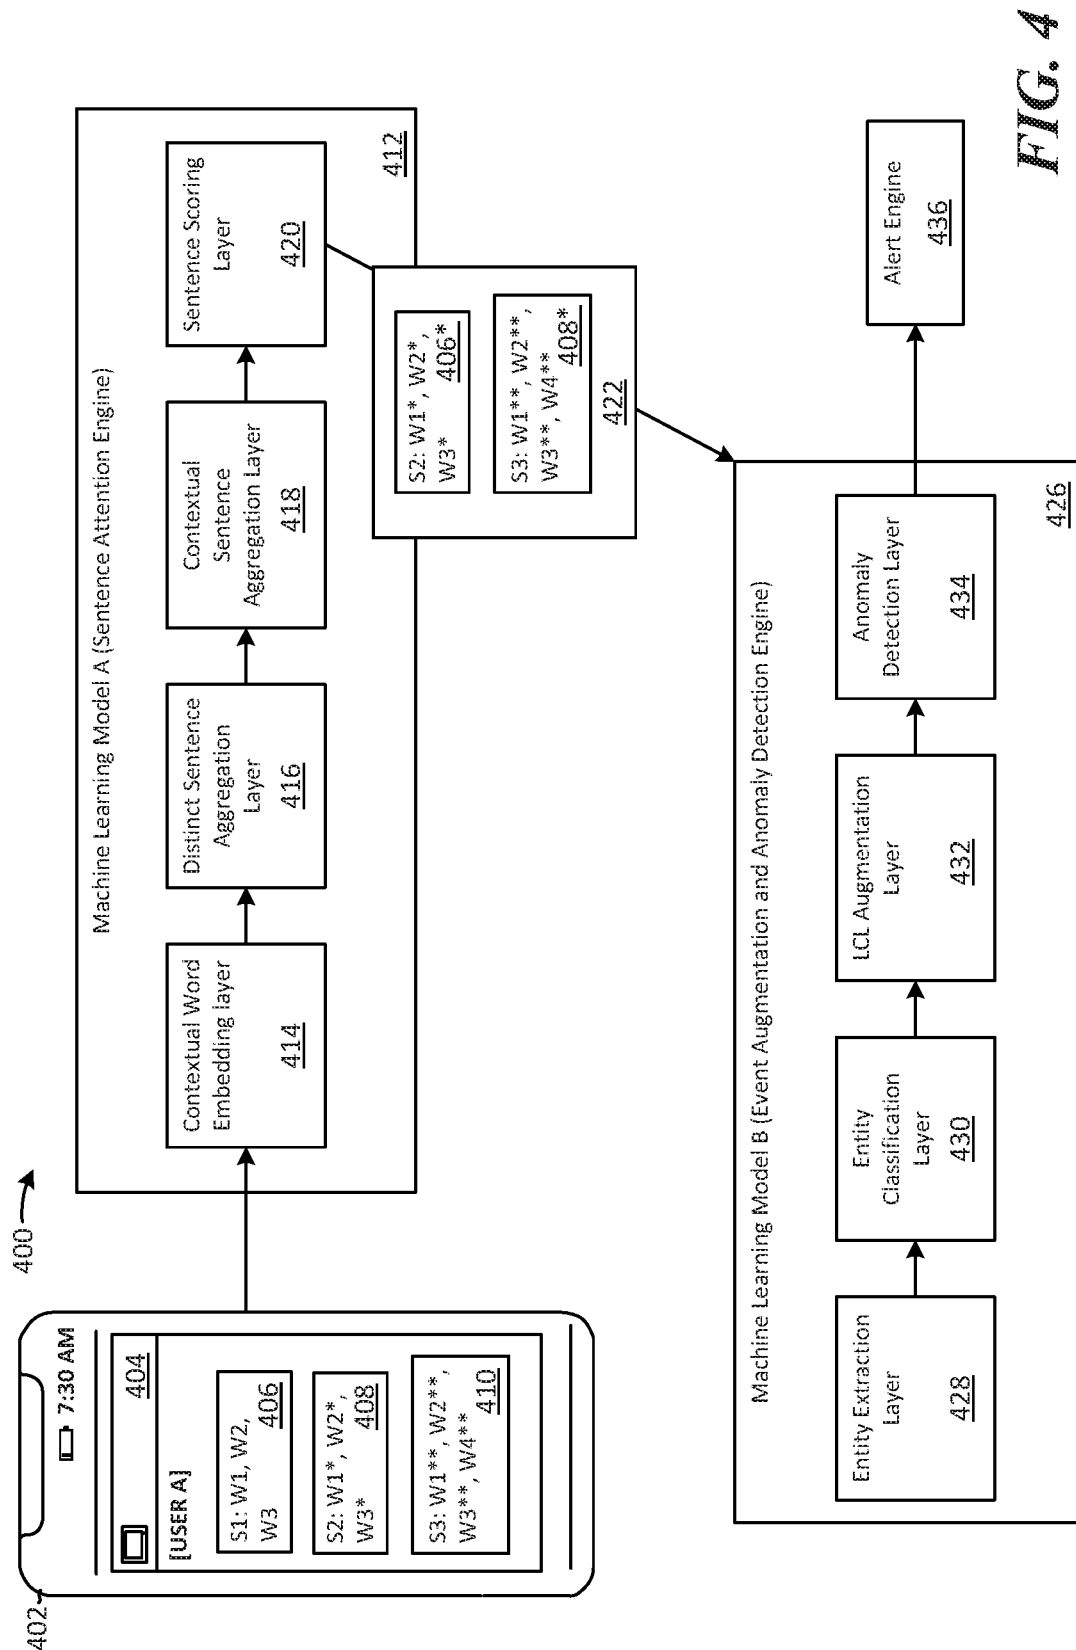 400
402
7:30 AM
404
[USER A]
S1: W1, W2,
W3
406
S2: W1*, W2*,
W3*
408
S3: W1**, W2**,
W3**, W4**
410
Machine Learning Model A (Sentence Attention Engine)
Contextual Word
Embedding layer
414
Distinct Sentence
Aggregation
Layer
416
Contextual
Sentence
Aggregation Layer
418
Sentence Scoring
Layer
420
412
S2: W1*, W2*,
W3*
406*
S3: W1**, W2**,
W3**, W4**
408*
422
Machine Learning Model B (Event Augmentation and Anomaly Detection Engine)
Entity Extraction
Layer
428
Entity
Classification
Layer
430
LCL Augmentation
Layer
432
Anomaly
Detection Layer
434
426
Alert Engine
436
FIG. 4